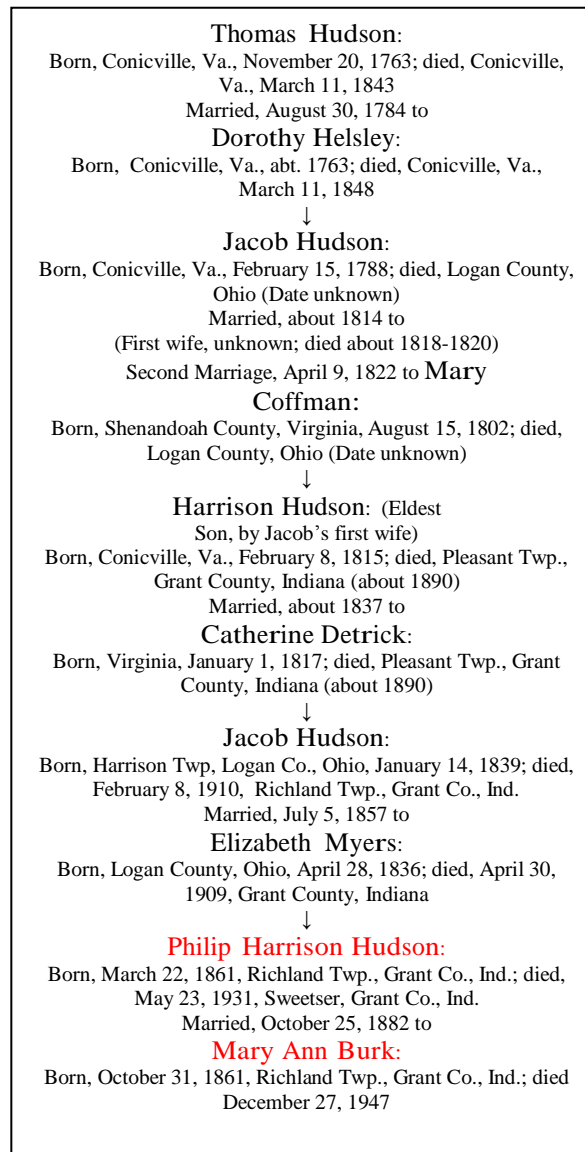 Thomas Hudson:
Born, Conicville, Va., November 20, 1763; died, Conicville,
Va., March 11, 1843
Married, August 30, 1784 to
Dorothy Helsley:
Born, Conicville, Va., abt. 1763; died, Conicville, Va.,
March 11, 1848
↓
Jacob Hudson:
Born, Conicville, Va., February 15, 1788; died, Logan County,
Ohio (Date unknown)
Married, about 1814 to
(First wife, unknown; died about 1818-1820)
Second Marriage, April 9, 1822 to Mary
Coffman:
Born, Shenandoah County, Virginia, August 15, 1802; died,
Logan County, Ohio (Date unknown)
↓
Harrison Hudson: (Eldest
Son, by Jacob’s first wife)
Born, Conicville, Va., February 8, 1815; died, Pleasant Twp.,
Grant County, Indiana (about 1890)
Married, about 1837 to
Catherine Detrick:
Born, Virginia, January 1, 1817; died, Pleasant Twp., Grant
County, Indiana (about 1890)
↓
Jacob Hudson:
Born, Harrison Twp, Logan Co., Ohio, January 14, 1839; died,
February 8, 1910, Richland Twp., Grant Co., Ind.
Married, July 5, 1857 to
Elizabeth Myers:
Born, Logan County, Ohio, April 28, 1836; died, April 30,
1909, Grant County, Indiana
↓
Philip Harrison Hudson:
Born, March 22, 1861, Richland Twp., Grant Co., Ind.; died,
May 23, 1931, Sweetser, Grant Co., Ind.
Married, October 25, 1882 to
Mary Ann Burk:
Born, October 31, 1861, Richland Twp., Grant Co., Ind.; died
December 27, 1947